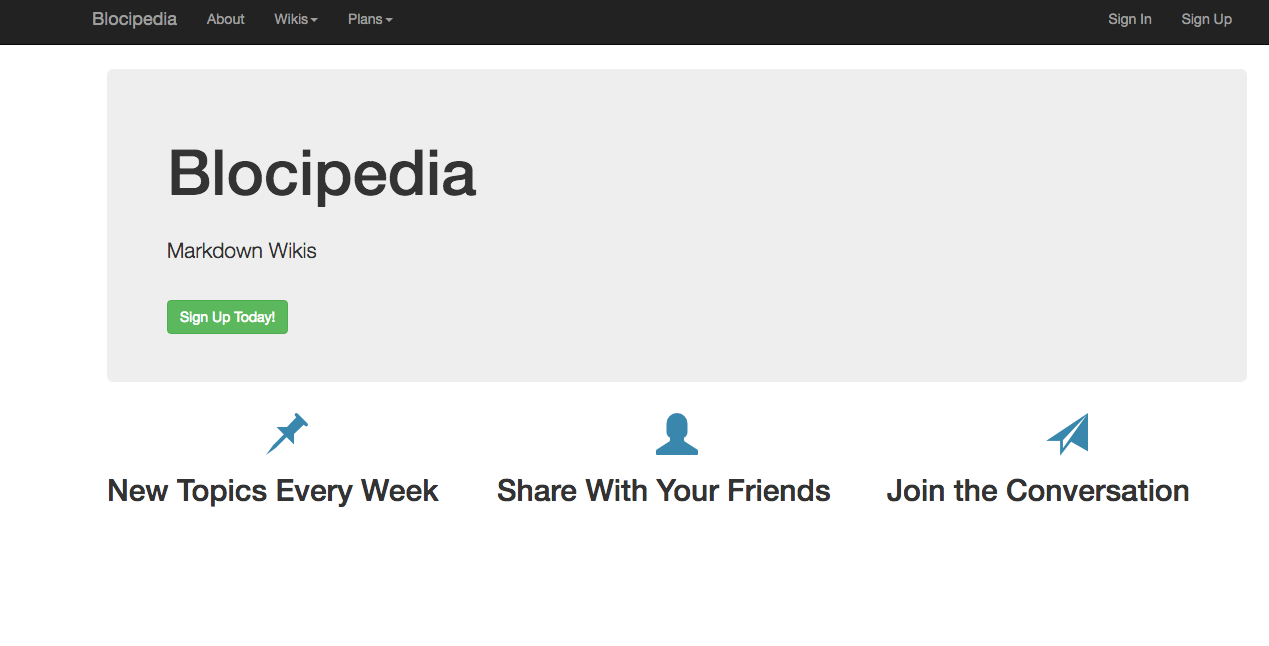 Blocipedia About Wikis Plans Sign In Sign Up
Blocipedia
Markdown Wikis
Sign Up Today!
New Topics Every Week Share With Your Friends Join the Conversation